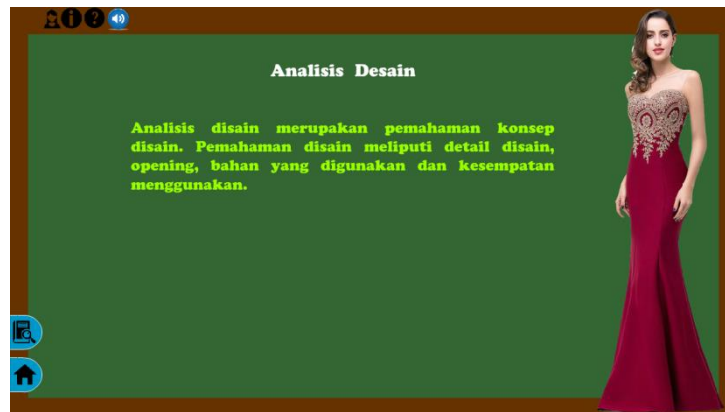 Analisis Desain
Analisis disain merupakan pemahaman konsep
disain. Pemahaman disain meliputi detail disain,
opening, bahan yang digunakan dan kesempatan
menggunakan.